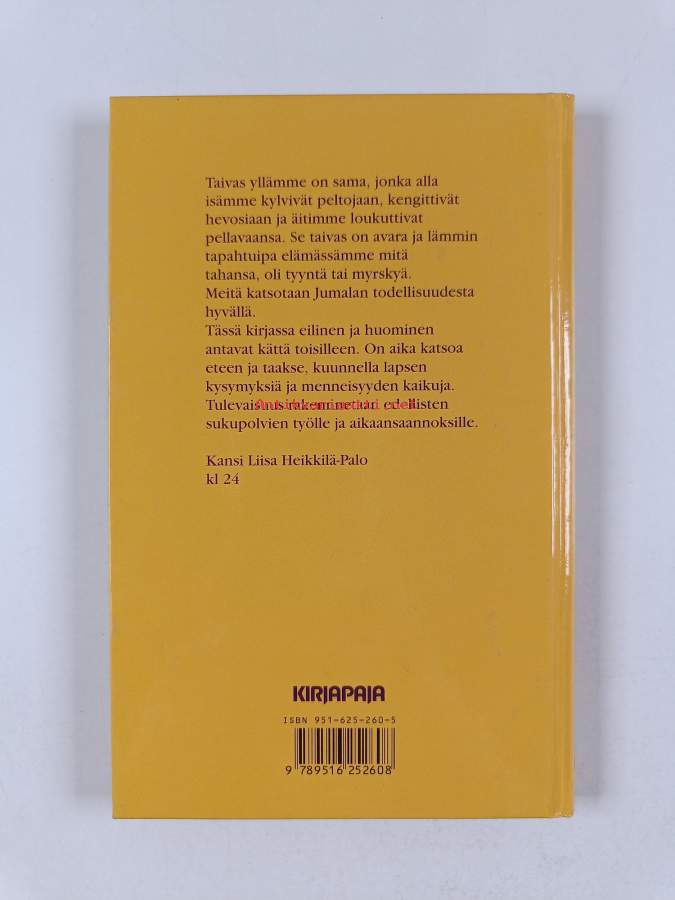 Taivas yllämme on sama, jonka alla
isämme kylvivät peltojaan, kengittivät
hevosiaan ja äitimme loukuttivat
pellavaansa. Se taivas on avara ja lämmin
tapahtuipa elämässämme mitä
tahansa, oli tyyntä tai myrskyä.
Meitä katsotaan Jumalan todellisuudesta
hyvällä.
Tässä kirjassa eilinen ja huominen
antavat kättä toisilleen. On aika katsoa
eteen ja taakse, kuunnella lapsen
kysymyksiä ja menneisyyden kaikuja.
Tulevaisuus rakennetaan edellisten
sukupolvien työlle ja aikaansaannoksille.
Kansi Liisa Heikkilä-Palo
kl 24
KIRJAPAJA
ISBN 951-625-260-5
9 789516 252608